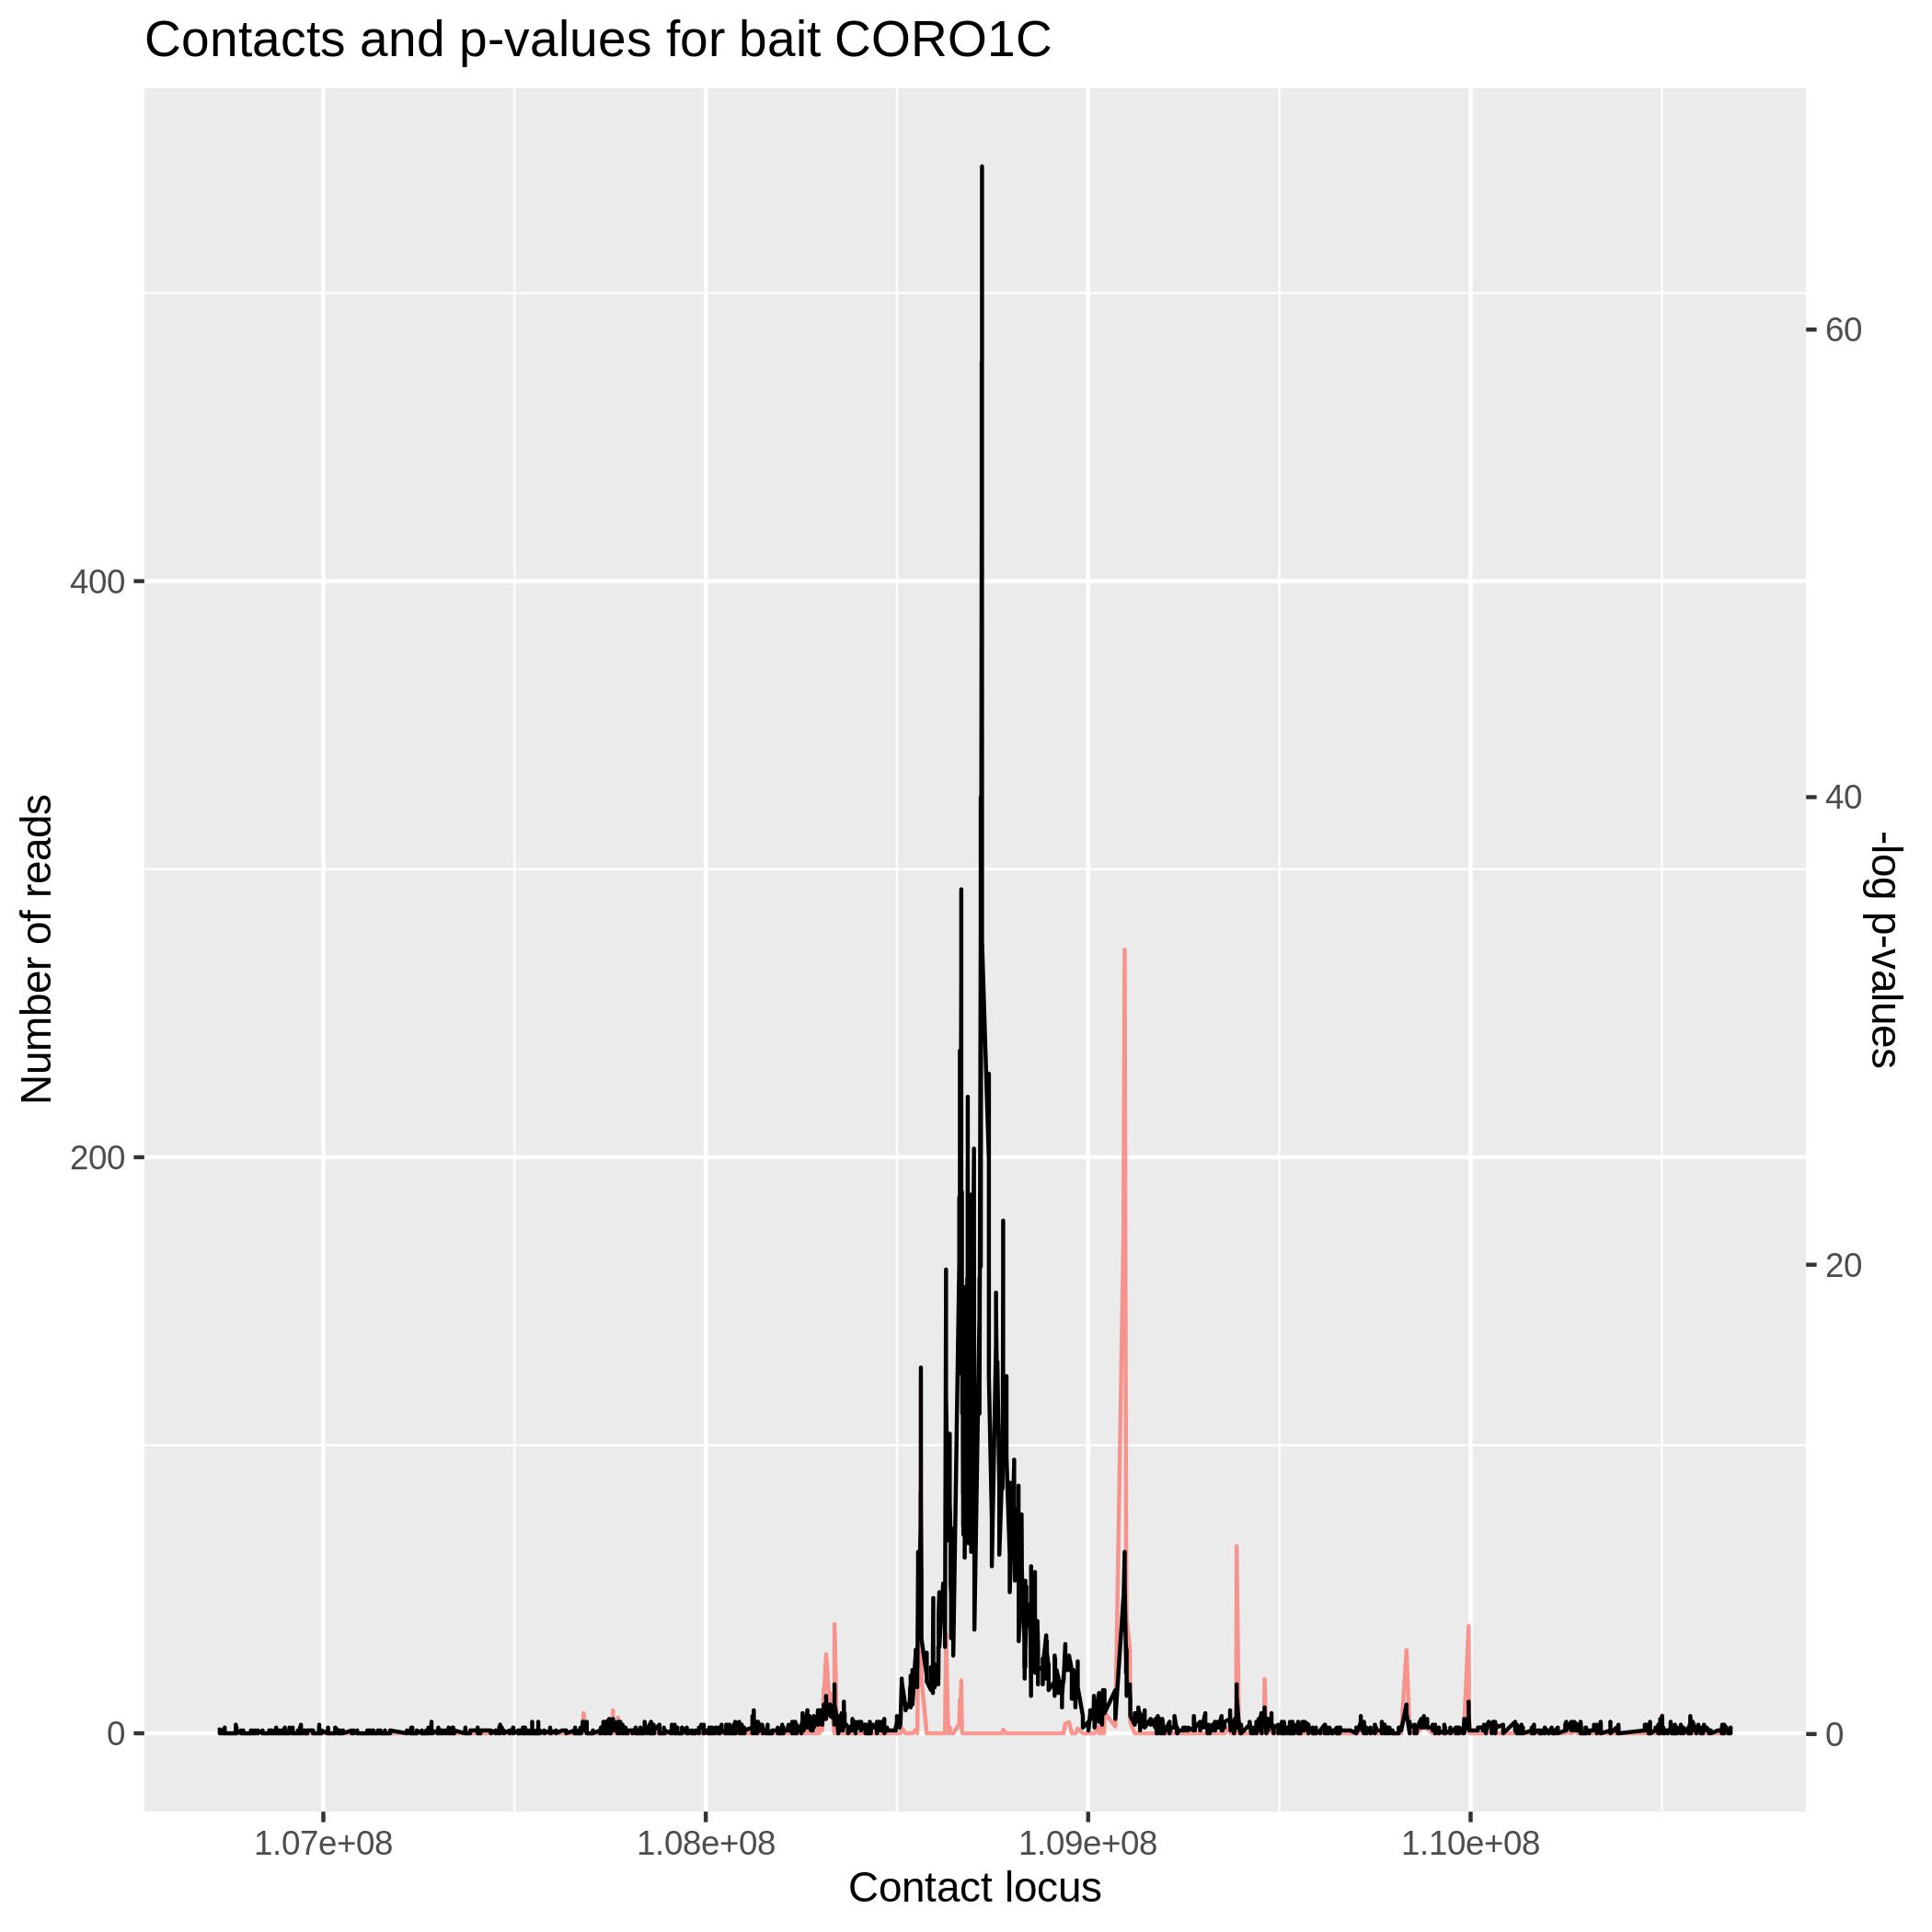 Contacts and p-values for bait CORO1C
Number of reads
400
200
0
60
40
20
0
-log p-values
1.07e+08
1.08e+08
1.09e+08
1.10e+08
Contact locus